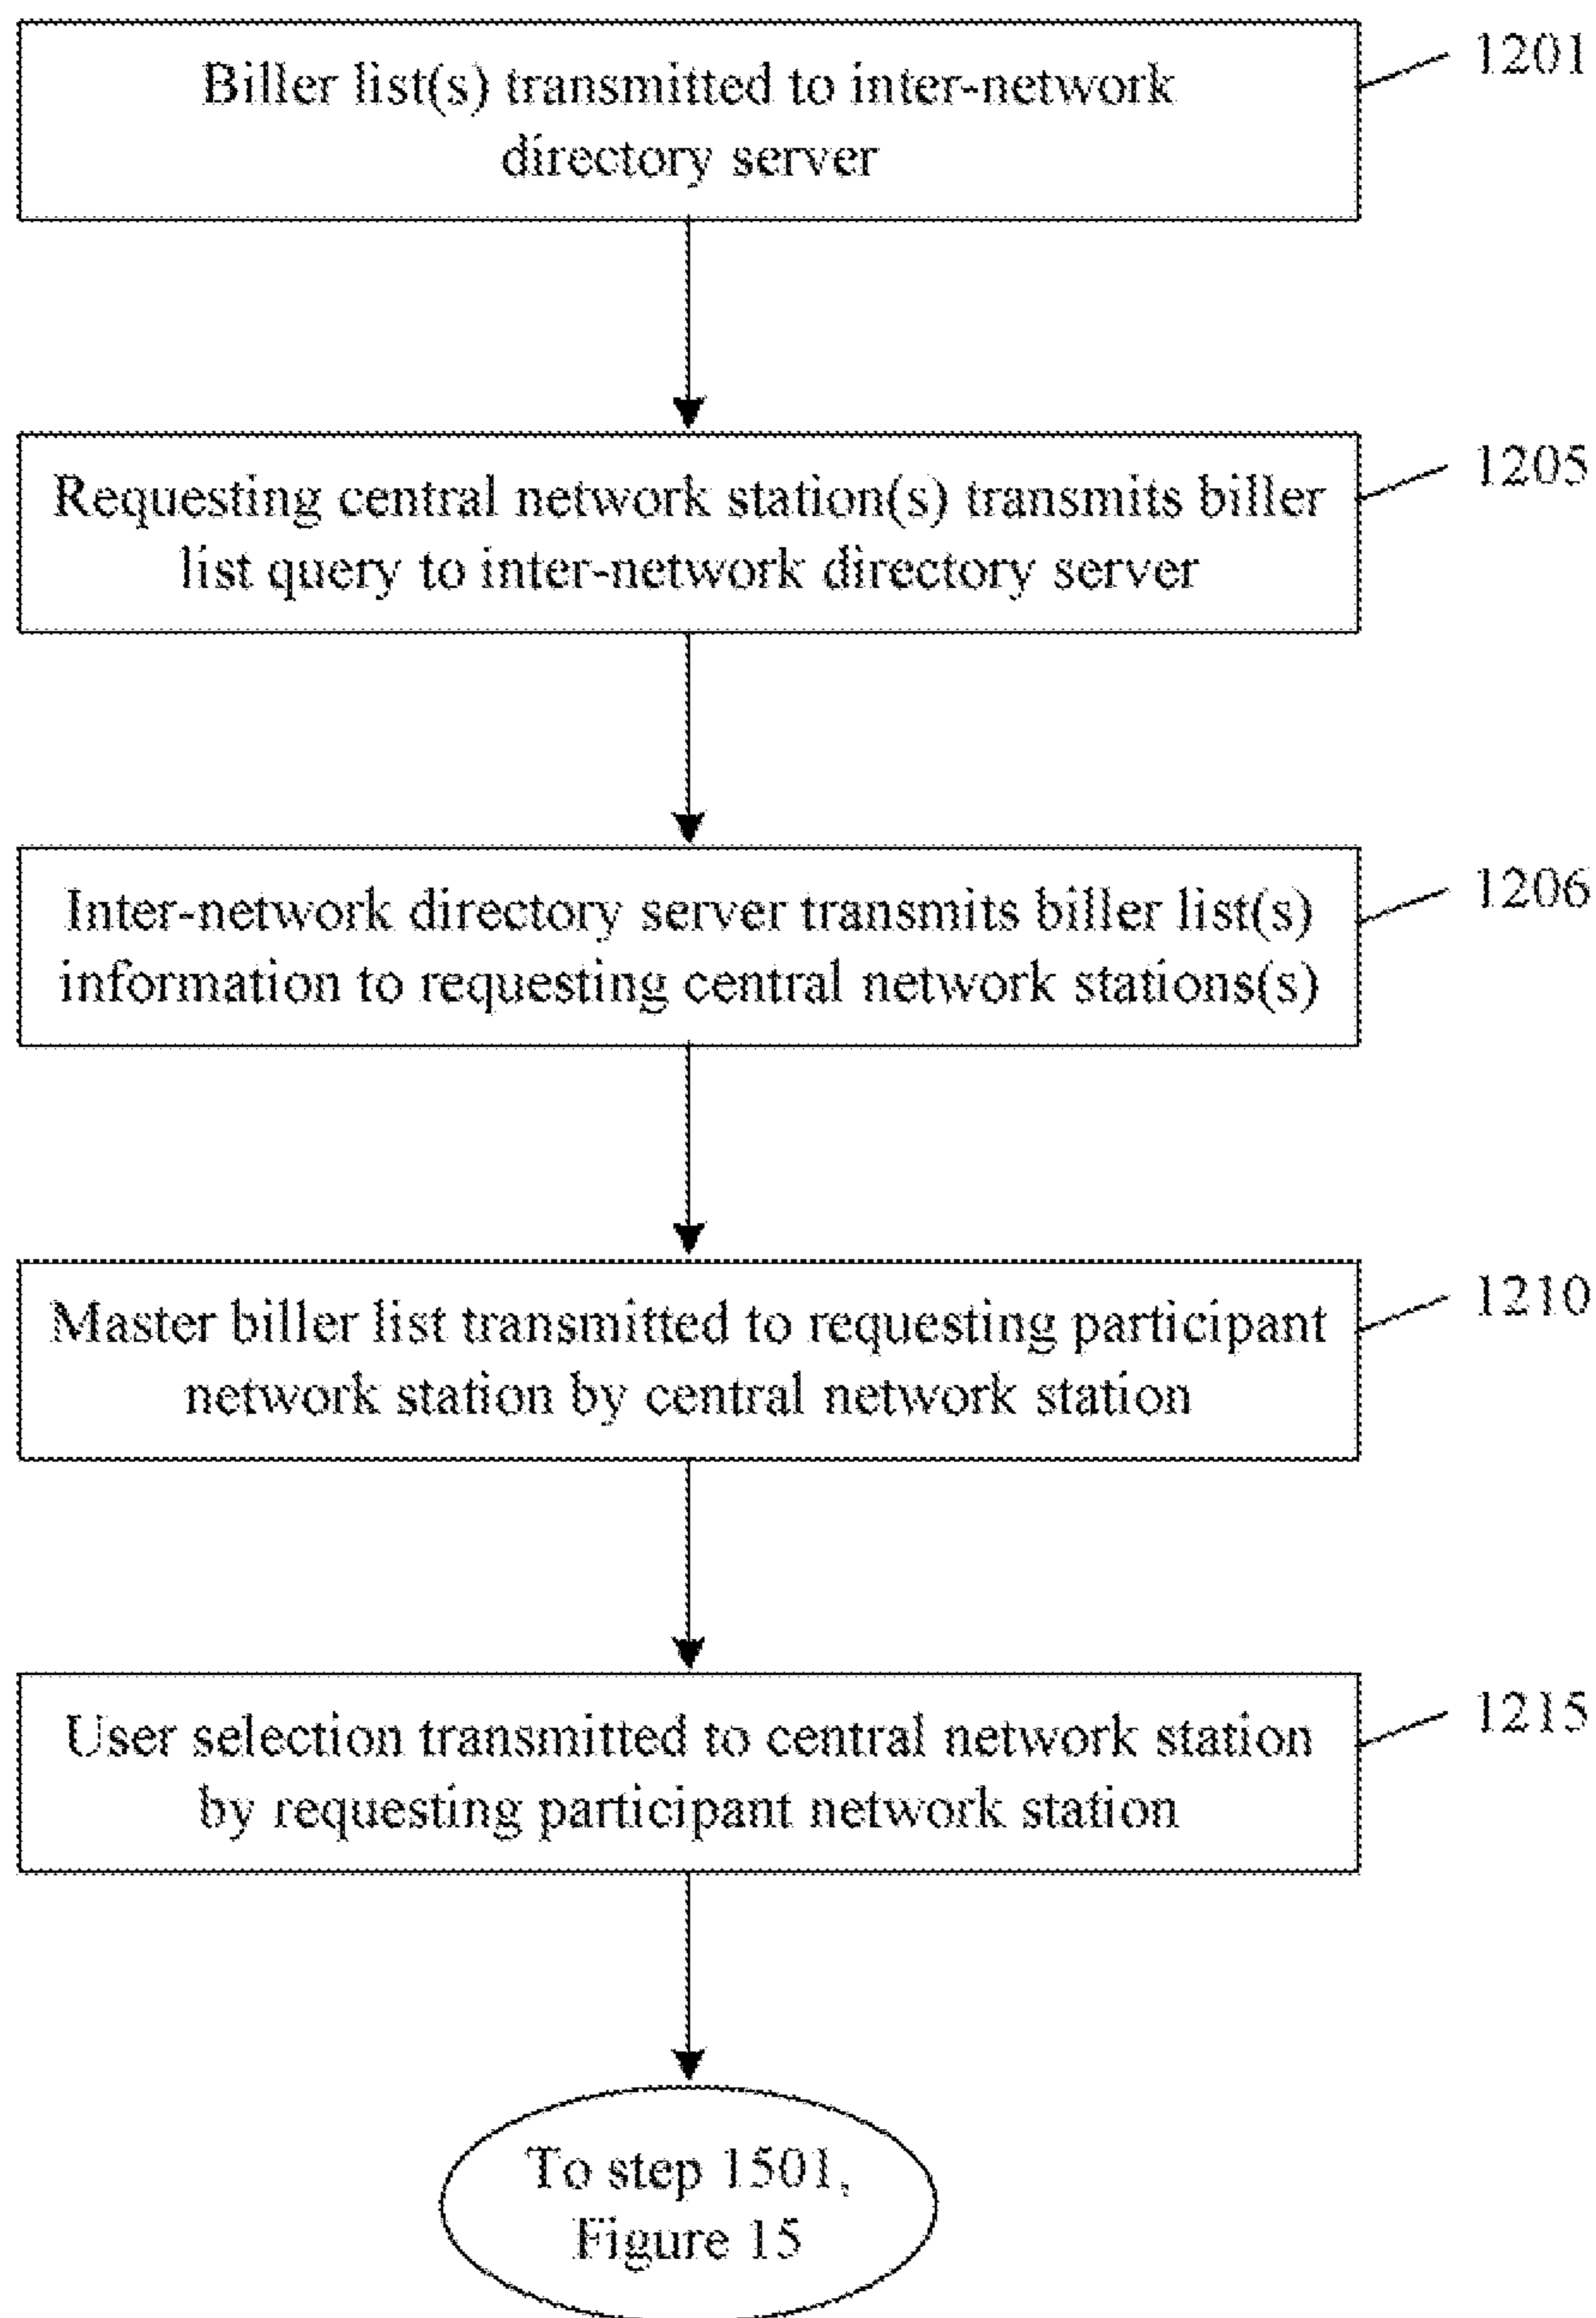 Biller list(s) transmitted to inter-network
directory server
1201
Requesting central network station(s) transmits biller
list query to inter-network directory server
1205
Inter-network directory server transmits biller list(s)
information to requesting central network stations(s)
1206
Master biller list transmitted to requesting participant
network station by central network station
1210
User selection transmitted to central network station
by requesting participant network station
1215
To step 1501,
Figure 15